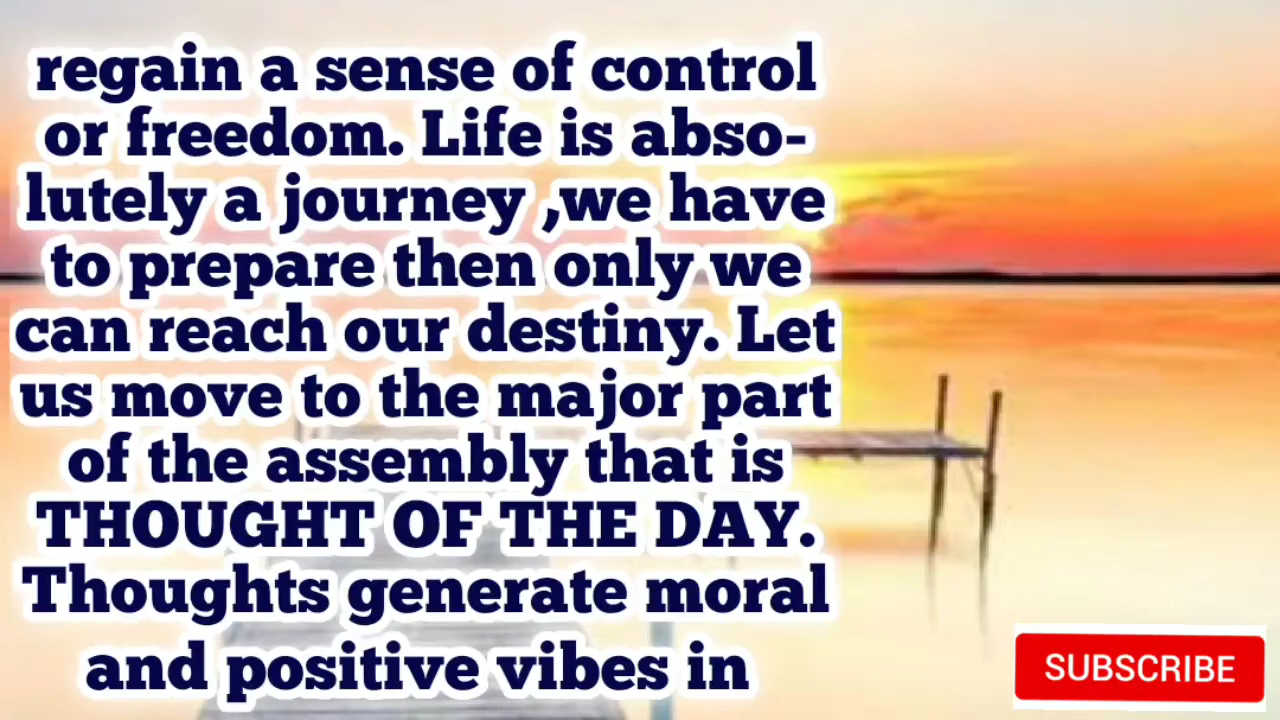 regain a sense of control
or freedom. Life is abso-
lutely a journey ,we have
to prepare then only we
can reach our destiny. Let
us move to the major part
of the assembly that is
THOUGHT OF THE DAY.
Thoughts generate moral
and positive vibes in
SUBSCRIBE